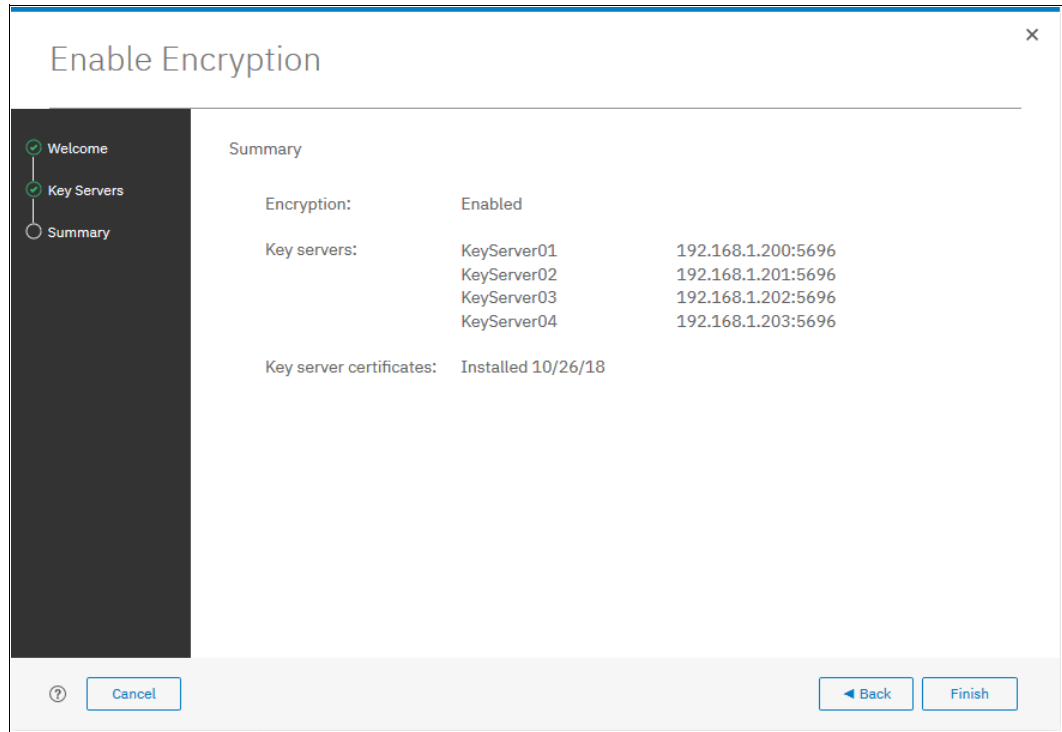 Enable Encryption
Welcome
Key Servers
Summary
Summary
Encryption: Enabled
Key servers: KeyServer01 192.168.1.200:5696
KeyServer02 192.168.1.201:5696
KeyServer03 192.168.1.202:5696
KeyServer04 192.168.1.203:5696
Key server certificates: Installed 10/26/18
? Cancel ◄ Back Finish